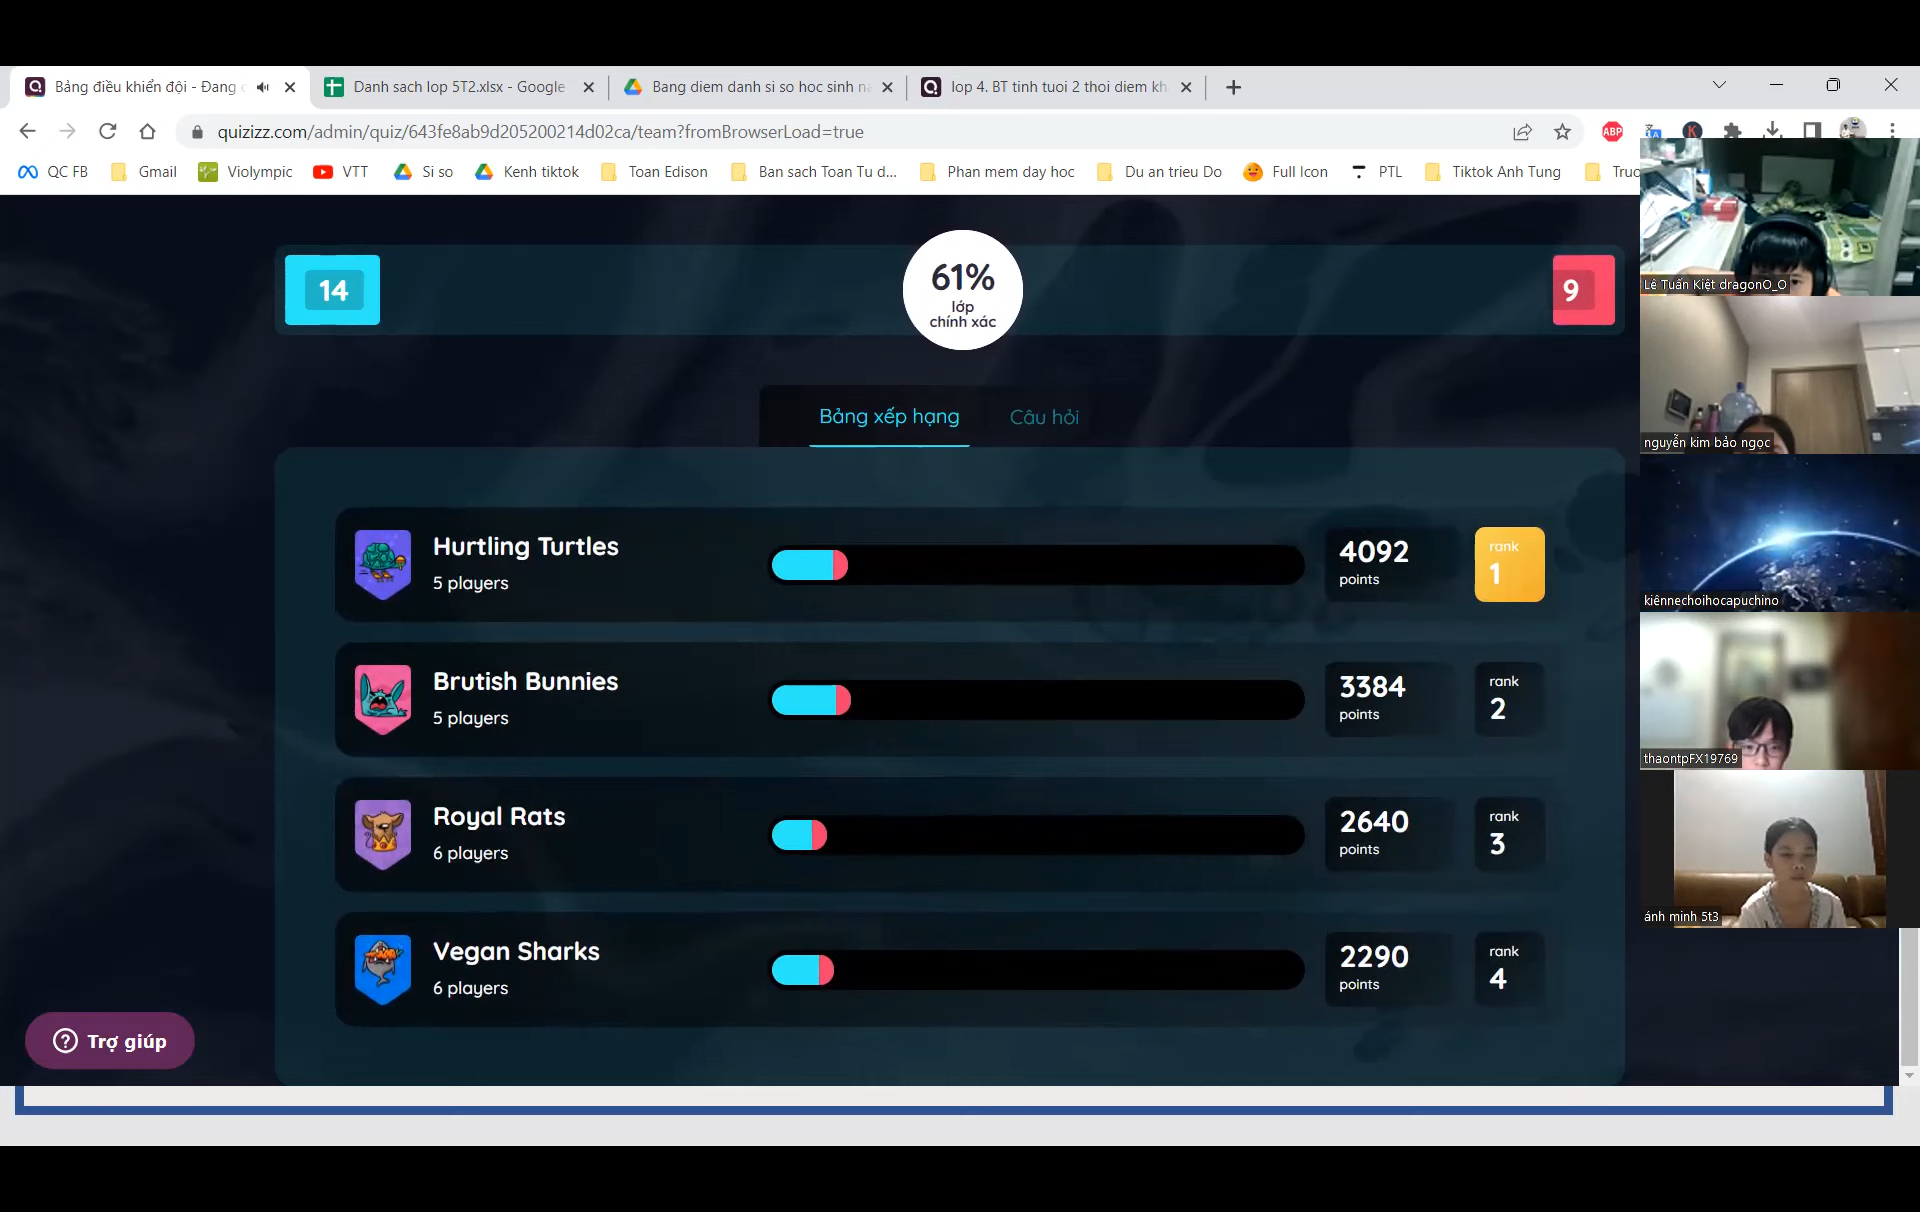 Bảng điều khiển đội - Đang
Danh sach lop 5T2.xlsx - Google
Bang diem danh si so hoc sinh
lop 4. BT tinh tuoi 2 thoi diem kh
quizizz.com/admin/quiz/643fe8ab9d205200214d02ca/team?fromBrowserLoad=true
ABP
K
QC FB
Gmail
Violympic
VTT
Si so
Kenh tiktok
Toan Edison
Ban sach Toan Tu d...
Phan mem day hoc
Du an trieu Do
Full Icon
PTL
Tiktok Anh Tung
Truo
14
61%
lớp
chính xác
9
Bảng xếp hạng
Câu hỏi
Hurtling Turtles
5 players
4092
points
rank
1
Brutish Bunnies
5 players
3384
points
rank
2
Royal Rats
6 players
2640
points
rank
3
Vegan Sharks
6 players
2290
points
rank
4
Trợ giúp
Lê Tuấn Kiệt dragonO_O
nguyễn kim bảo ngọc
kiênnechoihocapuchino
thaontpFX19769
ánh minh 5t3